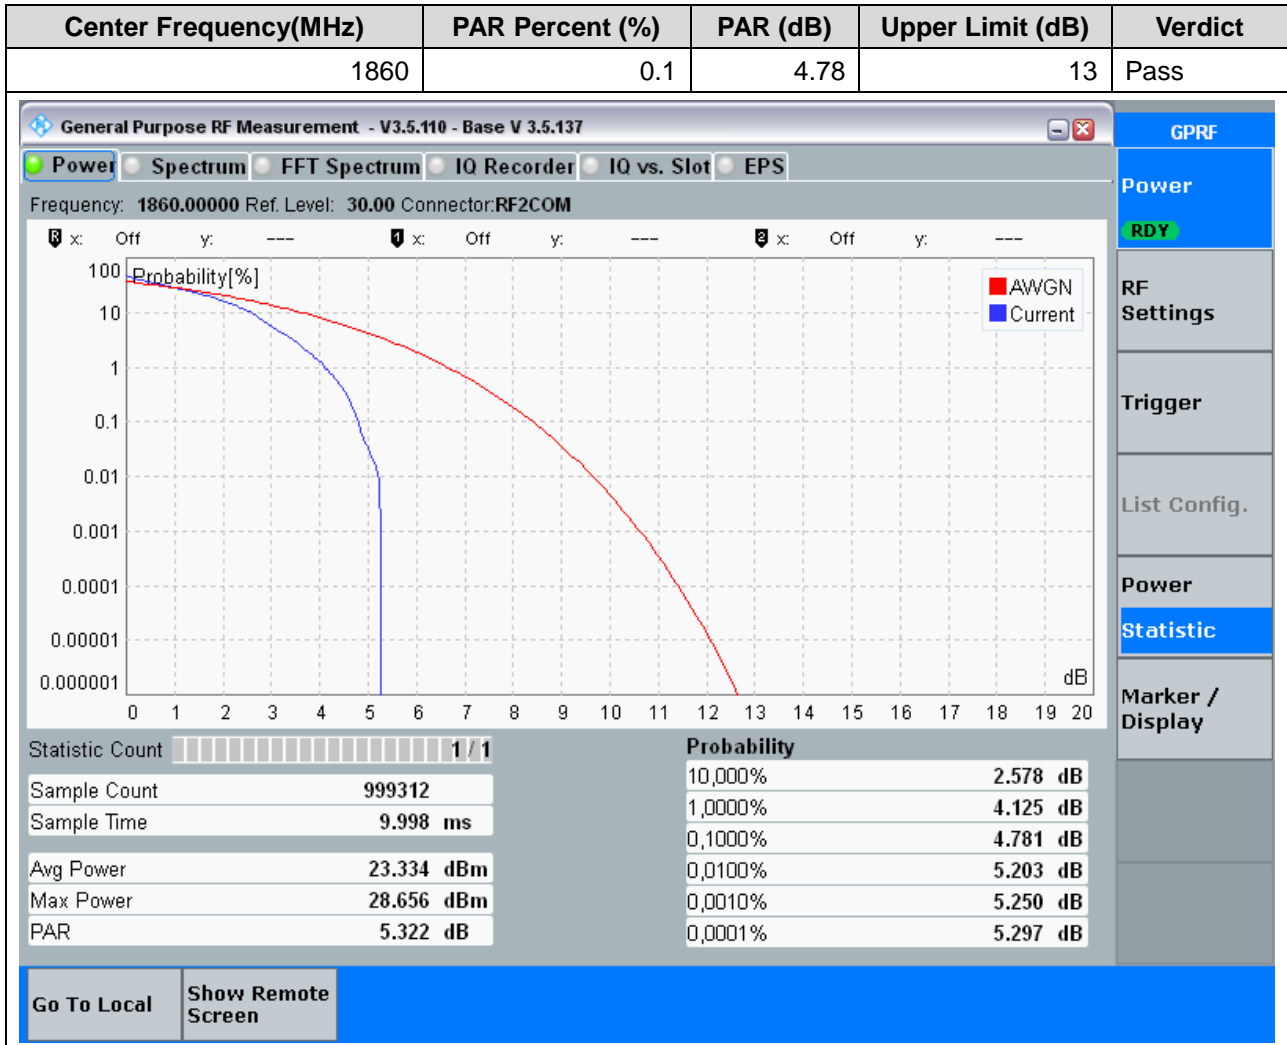 Center Frequency(MHz) PAR Percent (%) PAR (dB) Upper Limit (dB) Verdict
1860 0.1 4.78 13 Pass
General Purpose RF Measurement - V3.5.110 - Base V 3.5.137
GPRF
Power Spectrum FFT Spectrum IQ Recorder IQ vs. Slot EPS
Power
RDY
Frequency: 1860.00000 Ref. Level: 30.00 Connector:RF2COM
R x: Off y: --- 1 x: Off y: --- 2 x: Off y: ---
Probability[%]
AWGN
Current
100
10
1
0.1
0.01
0.001
0.0001
0.00001
0.000001
dB
0 1 2 3 4 5 6 7 8 9 10 11 12 13 14 15 16 17 18 19 20
RF
Settings
Trigger
List Config.
Power
Statistic
Marker /
Display
Statistic Count 1 / 1
Sample Count 999312
Sample Time 9.998 ms
Avg Power 23.334 dBm
Max Power 28.656 dBm
PAR 5.322 dB
Probability
10,000% 2.578 dB
1,0000% 4.125 dB
0,1000% 4.781 dB
0,0100% 5.203 dB
0,0010% 5.250 dB
0,0001% 5.297 dB
Go To Local
Show Remote
Screen